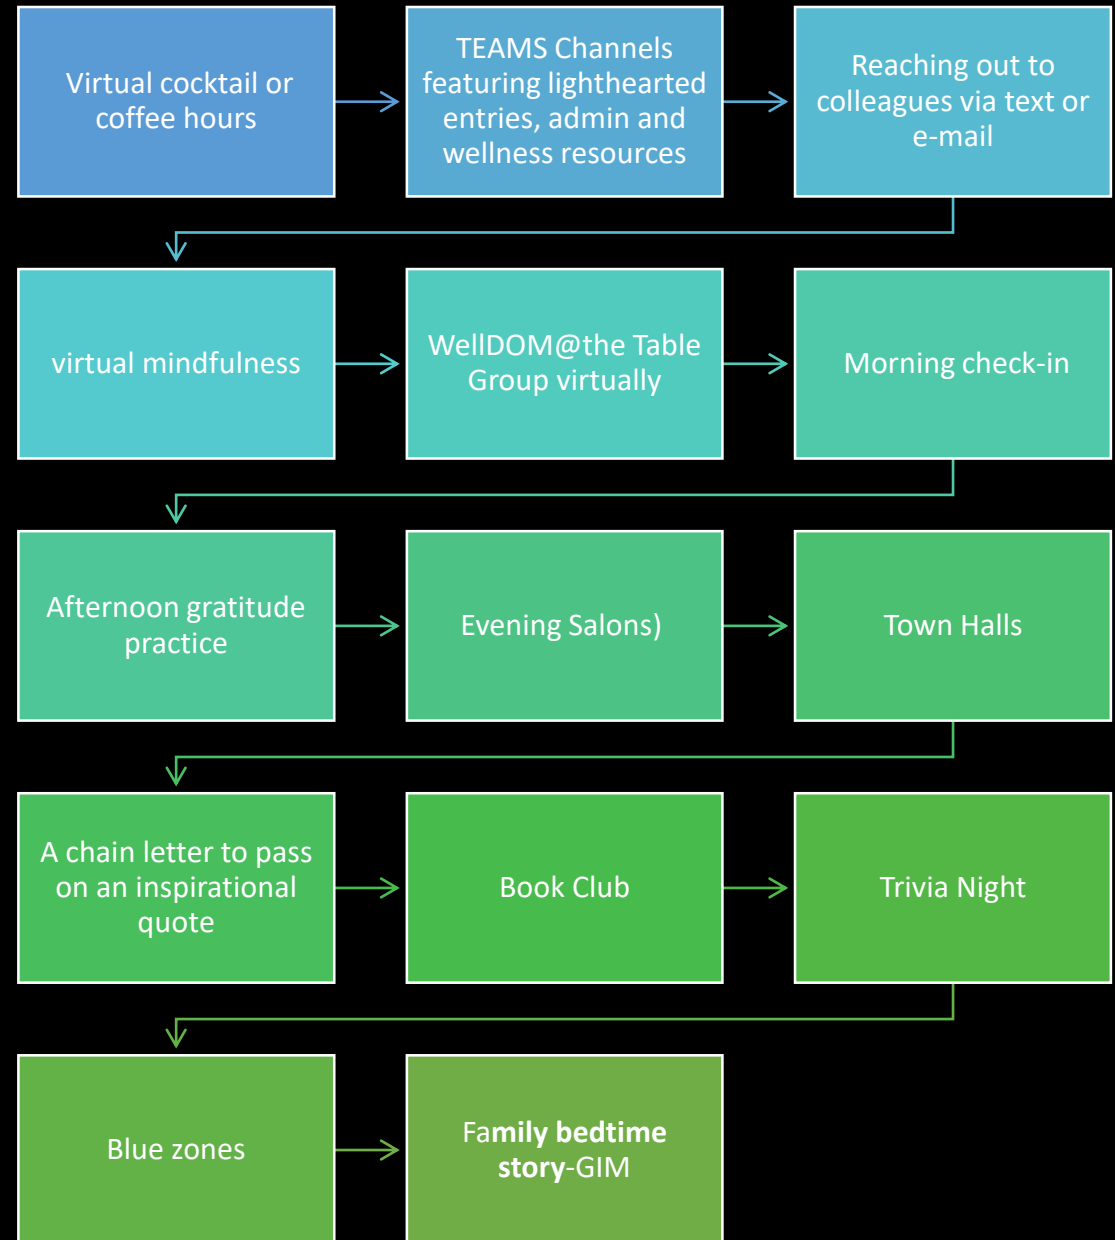 Virtual cocktail or
coffee hours
TEAMS Channels
featuring lighthearted
entries, admin and
wellness resources
Reaching out to
colleagues via text or
e-mail
virtual mindfulness
WellDOM@the Table
Group virtually
Morning check-in
Afternoon gratitude
practice
Evening Salons)
Town Halls
A chain letter to pass
on an inspirational
quote
Book Club
Trivia Night
Blue zones
Family bedtime
story-GIM